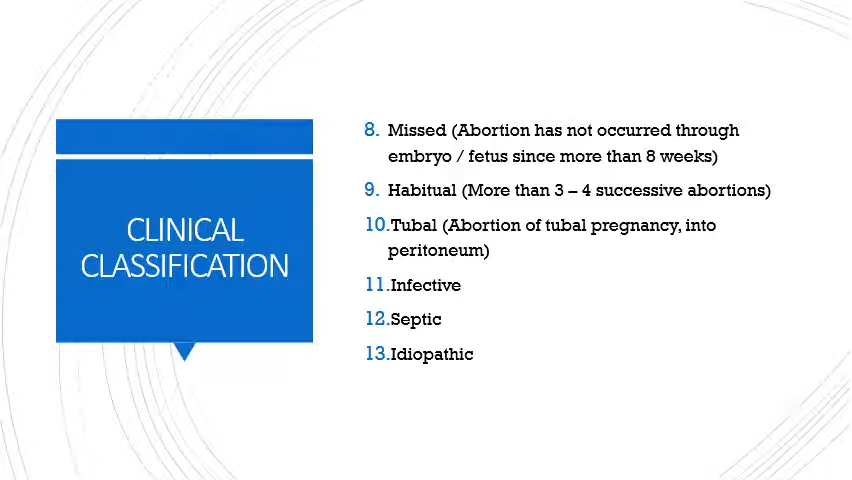 CLINICAL
CLASSIFICATION
8. Missed (Abortion has not occurred through
embryo / fetus since more than 8 weeks)
9. Habitual (More than 3 – 4 successive abortions)
10.Tubal (Abortion of tubal pregnancy, into
peritoneum)
11.Infective
12.Septic
13.Idiopathic